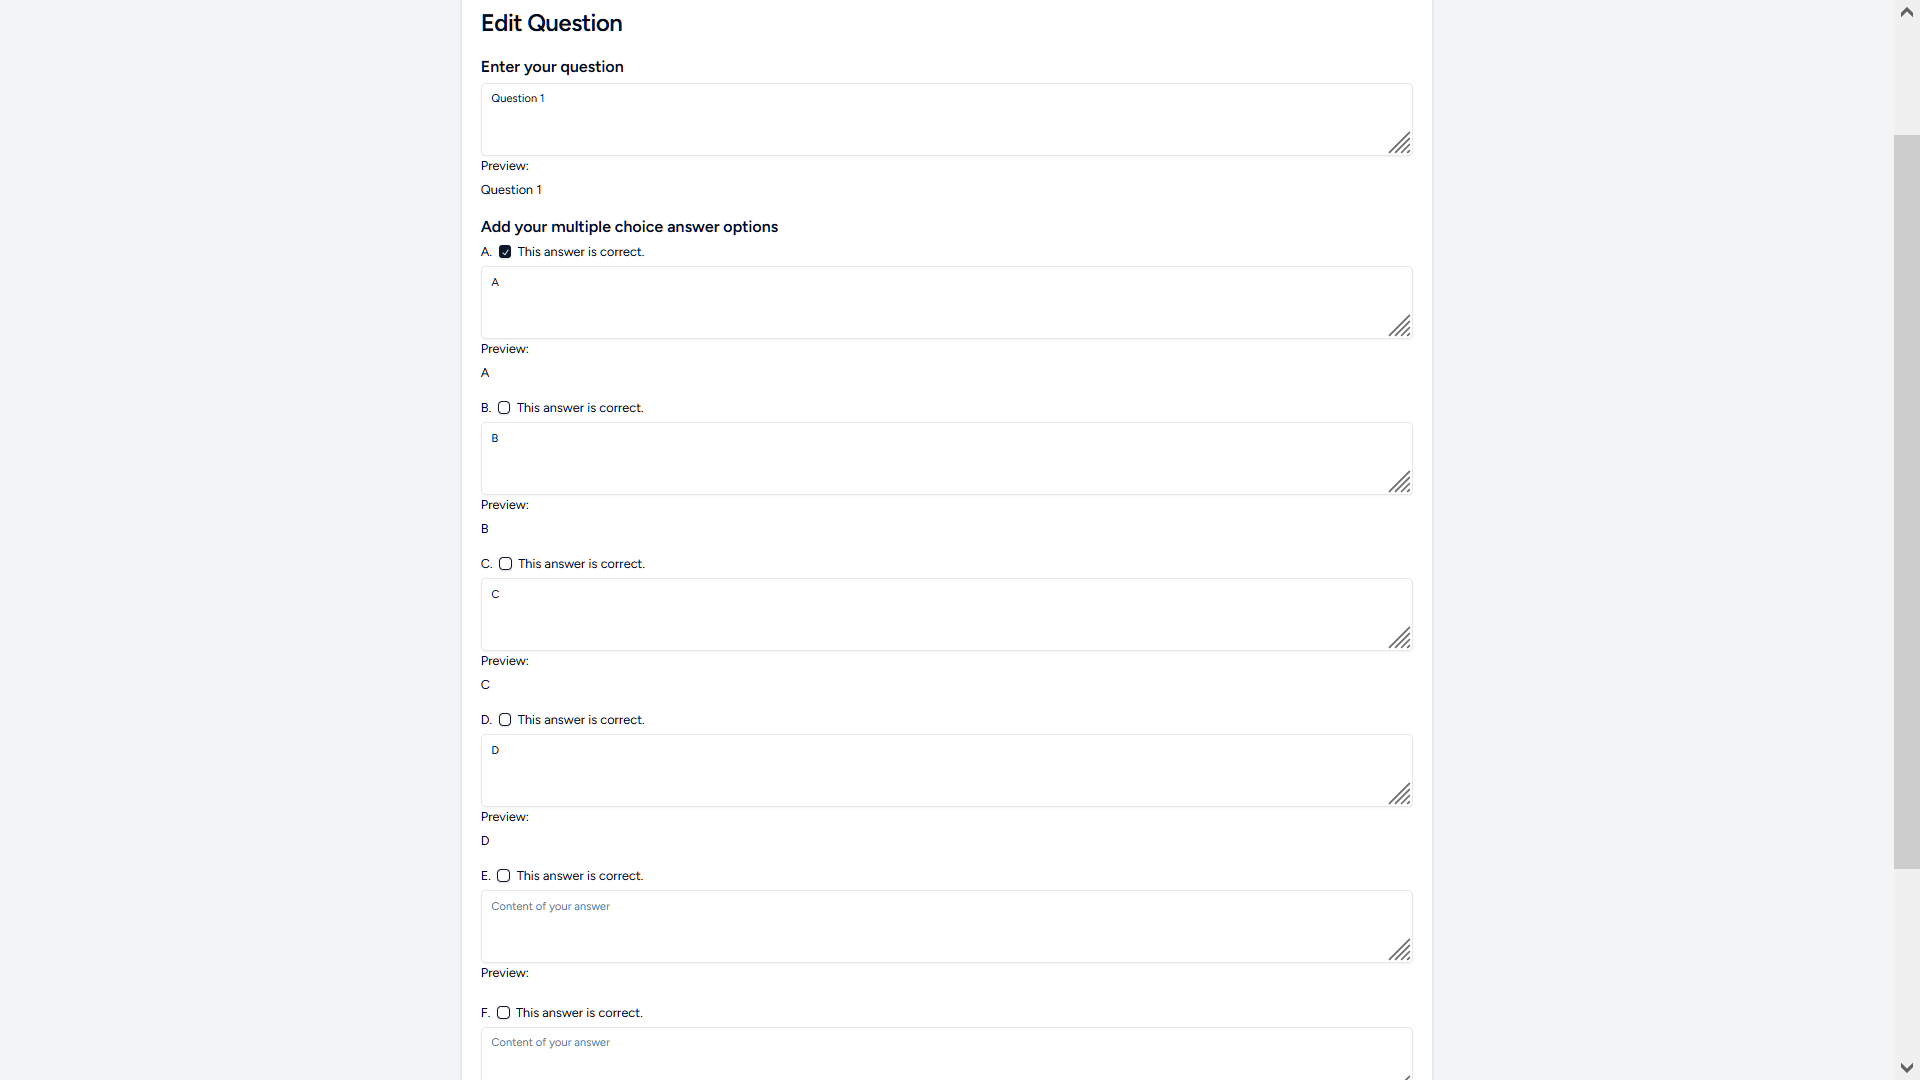 Edit Question
Enter your question
Question 1
Preview:
Question 1
Add your multiple choice answer options
A. This answer is correct.
A
Preview:
A
B. This answer is correct.
B
Preview:
B
C. This answer is correct.
C
Preview:
C
D. This answer is correct.
D
Preview:
D
E. This answer is correct.
Content of your answer
Preview:
F. This answer is correct.
Content of your answer